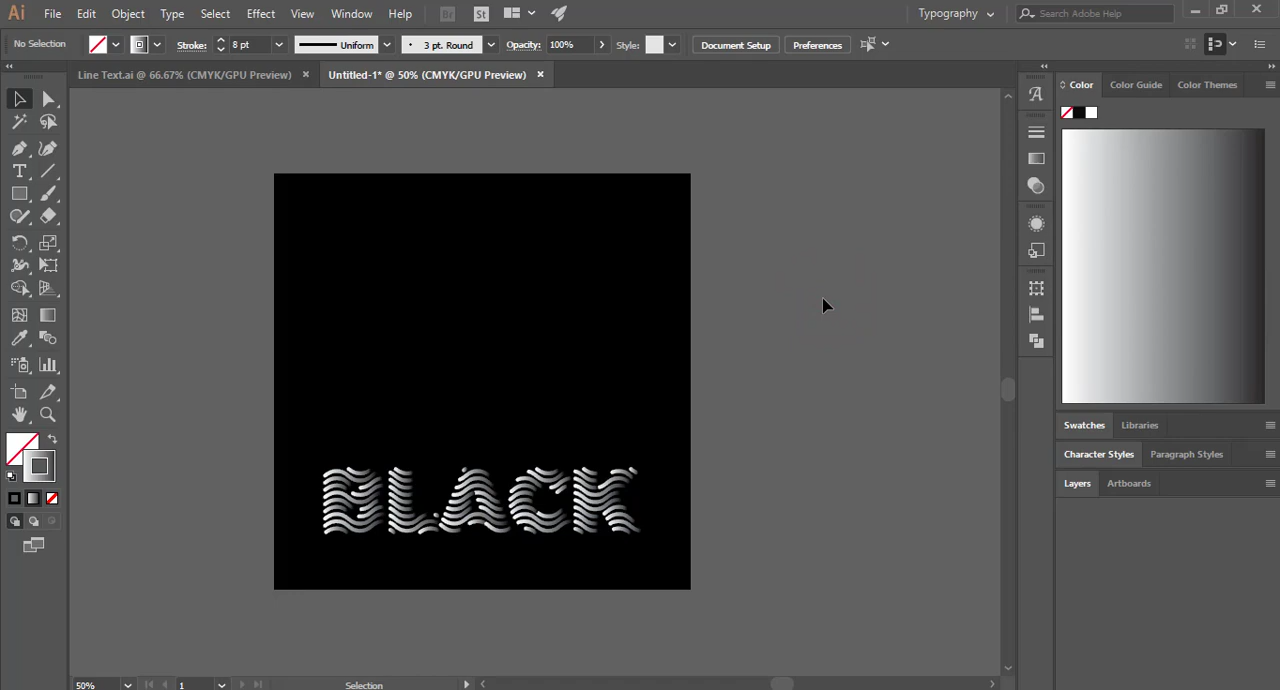 Ai File Edit Object Type Select Effect View Window Help Br St Typography Search Adobe Help
No Selection Stroke: 8 pt Uniform 3 pt. Round Opacity: 100% Style: Document Setup Preferences
Line Text.ai @ 66.67% (CMYK/GPU Preview) × Untitled-1* @ 50% (CMYK/GPU Preview) ×
Color Color Guide Color Themes
Swatches Libraries
Character Styles Paragraph Styles
Layers Artboards
BLACK
50% 1 Selection